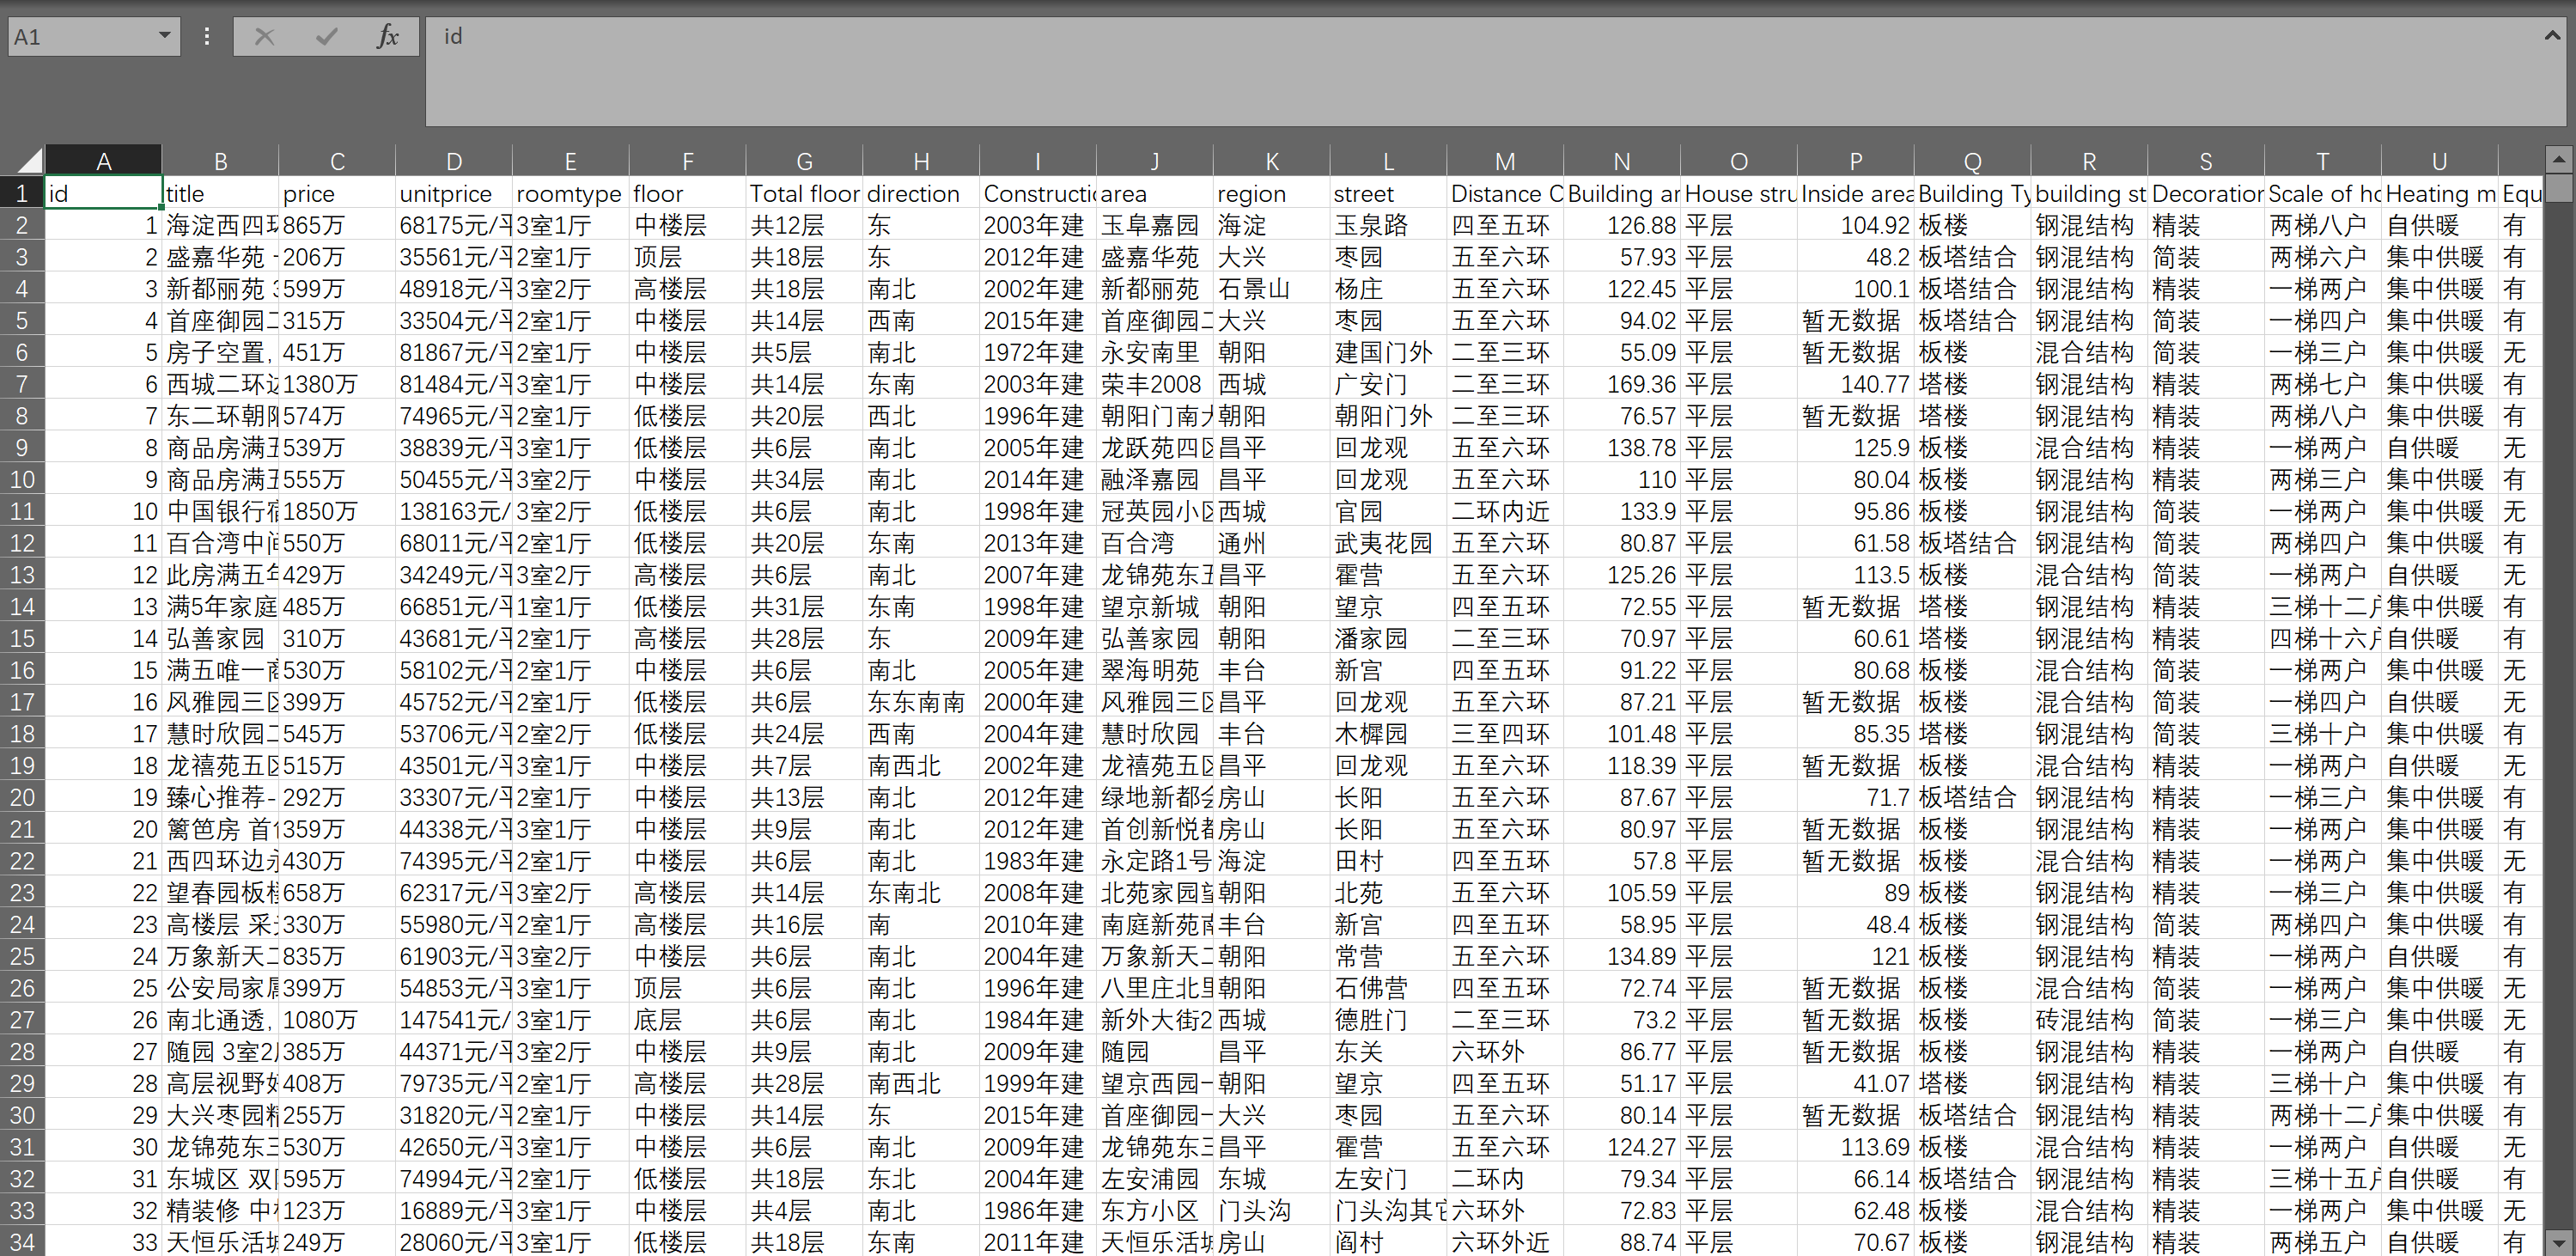 A1 fx id
A B C D E F G H I J K L M N O P Q R S T U
1 id title price unitprice roomtype floor Total floor direction Constructi area region street Distance C Building ar House stru Inside area Building Ty building st Decoration Scale of ho Heating m Equ
2 1 海淀西四环 865万 68175元/平 3室1厅 中楼层 共12层 东 2003年建 玉阜嘉园 海淀 玉泉路 四至五环 126.88 平层 104.92 板楼 钢混结构 精装 两梯八户 自供暖 有
3 2 盛嘉华苑 206万 35561元/平 2室1厅 顶层 共18层 东 2012年建 盛嘉华苑 大兴 枣园 五至六环 57.93 平层 48.2 板塔结合 钢混结构 简装 两梯六户 集中供暖 有
4 3 新都丽苑 3 599万 48918元/平 3室2厅 高楼层 共18层 南北 2002年建 新都丽苑 石景山 杨庄 五至六环 122.45 平层 100.1 板塔结合 钢混结构 精装 一梯两户 集中供暖 有
5 4 首座御园二 315万 33504元/平 2室1厅 中楼层 共14层 西南 2015年建 首座御园二 大兴 枣园 五至六环 94.02 平层 暂无数据 板塔结合 钢混结构 简装 一梯四户 集中供暖 有
6 5 房子空置, 451万 81867元/平 2室1厅 中楼层 共5层 南北 1972年建 永安南里 朝阳 建国门外 二至三环 55.09 平层 暂无数据 板楼 混合结构 简装 一梯三户 集中供暖 无
7 6 西城二环边 1380万 81484元/平 3室1厅 中楼层 共14层 东南 2003年建 荣丰2008 西城 广安门 二至三环 169.36 平层 140.77 塔楼 钢混结构 精装 两梯七户 集中供暖 有
8 7 东二环朝阳 574万 74965元/平 2室1厅 低楼层 共20层 西北 1996年建 朝阳门南大 朝阳 朝阳门外 二至三环 76.57 平层 暂无数据 塔楼 钢混结构 精装 两梯八户 集中供暖 有
9 8 商品房满五 539万 38839元/平 3室1厅 低楼层 共6层 南北 2005年建 龙跃苑四区 昌平 回龙观 五至六环 138.78 平层 125.9 板楼 混合结构 精装 一梯两户 自供暖 无
10 9 商品房满五 555万 50455元/平 3室2厅 中楼层 共34层 南北 2014年建 融泽嘉园 昌平 回龙观 五至六环 110 平层 80.04 板楼 钢混结构 精装 两梯三户 集中供暖 有
11 10 中国银行宿 1850万 138163元/ 3室2厅 低楼层 共6层 南北 1998年建 冠英园小区 西城 官园 二环内近 133.9 平层 95.86 板楼 钢混结构 简装 一梯两户 集中供暖 无
12 11 百合湾中间 550万 68011元/平 2室1厅 低楼层 共20层 东南 2013年建 百合湾 通州 武夷花园 五至六环 80.87 平层 61.58 板塔结合 钢混结构 简装 两梯四户 集中供暖 有
13 12 此房满五年 429万 34249元/平 3室2厅 高楼层 共6层 南北 2007年建 龙锦苑东五 昌平 霍营 五至六环 125.26 平层 113.5 板楼 混合结构 简装 一梯两户 自供暖 无
14 13 满5年家庭 485万 66851元/平 1室1厅 低楼层 共31层 东南 1998年建 望京新城 朝阳 望京 四至五环 72.55 平层 暂无数据 塔楼 钢混结构 精装 三梯十二户 集中供暖 有
15 14 弘善家园 310万 43681元/平 2室1厅 高楼层 共28层 东 2009年建 弘善家园 朝阳 潘家园 二至三环 70.97 平层 60.61 塔楼 钢混结构 精装 四梯十六户 自供暖 有
16 15 满五唯一商 530万 58102元/平 2室1厅 中楼层 共6层 南北 2005年建 翠海明苑 丰台 新宫 四至五环 91.22 平层 80.68 板楼 混合结构 简装 一梯两户 集中供暖 无
17 16 风雅园三区 399万 45752元/平 2室1厅 低楼层 共6层 东东南南 2000年建 风雅园三区 昌平 回龙观 五至六环 87.21 平层 暂无数据 板楼 混合结构 简装 一梯四户 自供暖 无
18 17 慧时欣园二 545万 53706元/平 2室2厅 低楼层 共24层 西南 2004年建 慧时欣园 丰台 木樨园 三至四环 101.48 平层 85.35 塔楼 钢混结构 简装 三梯十户 集中供暖 有
19 18 龙禧苑五区 515万 43501元/平 3室1厅 中楼层 共7层 南西北 2002年建 龙禧苑五区 昌平 回龙观 五至六环 118.39 平层 暂无数据 板楼 混合结构 精装 一梯两户 自供暖 无
20 19 臻心推荐- 292万 33307元/平 2室1厅 中楼层 共13层 南北 2012年建 绿地新都会 房山 长阳 五至六环 87.67 平层 71.7 板塔结合 钢混结构 精装 一梯三户 集中供暖 有
21 20 篱笆房 首创 359万 44338元/平 3室1厅 中楼层 共9层 南北 2012年建 首创新悦都 房山 长阳 五至六环 80.97 平层 暂无数据 板楼 钢混结构 精装 一梯两户 集中供暖 有
22 21 西四环边永 430万 74395元/平 2室1厅 中楼层 共6层 南北 1983年建 永定路1号 海淀 田村 四至五环 57.8 平层 暂无数据 板楼 混合结构 精装 一梯两户 集中供暖 无
23 22 望春园板楼 658万 62317元/平 3室2厅 高楼层 共14层 东南北 2008年建 北苑家园望 朝阳 北苑 五至六环 105.59 平层 89 板楼 钢混结构 精装 一梯三户 集中供暖 有
24 23 高楼层 采光 330万 55980元/平 2室1厅 高楼层 共16层 南 2010年建 南庭新苑南 丰台 新宫 四至五环 58.95 平层 48.4 板楼 钢混结构 简装 两梯四户 集中供暖 有
25 24 万象新天二 835万 61903元/平 3室2厅 中楼层 共6层 南北 2004年建 万象新天二 朝阳 常营 五至六环 134.89 平层 121 板楼 钢混结构 精装 一梯两户 自供暖 无
26 25 公安局家属 399万 54853元/平 3室1厅 顶层 共6层 南北 1996年建 八里庄北里 朝阳 石佛营 四至五环 72.74 平层 暂无数据 板楼 混合结构 简装 一梯两户 集中供暖 无
27 26 南北通透, 1080万 147541元/ 3室1厅 底层 共6层 南北 1984年建 新外大街2 西城 德胜门 二至三环 73.2 平层 暂无数据 板楼 砖混结构 简装 一梯三户 集中供暖 无
28 27 随园 3室2厅 385万 44371元/平 3室2厅 中楼层 共9层 南北 2009年建 随园 昌平 东关 六环外 86.77 平层 暂无数据 板楼 钢混结构 精装 一梯两户 自供暖 有
29 28 高层视野好 408万 79735元/平 2室1厅 高楼层 共28层 南西北 1999年建 望京西园一 朝阳 望京 四至五环 51.17 平层 41.07 塔楼 钢混结构 精装 三梯十户 集中供暖 有
30 29 大兴枣园精 255万 31820元/平 2室1厅 中楼层 共14层 东 2015年建 首座御园一 大兴 枣园 五至六环 80.14 平层 暂无数据 板塔结合 钢混结构 精装 两梯十二户 集中供暖 有
31 30 龙锦苑东三 530万 42650元/平 3室1厅 中楼层 共6层 南北 2009年建 龙锦苑东三 昌平 霍营 五至六环 124.27 平层 113.69 板楼 混合结构 精装 一梯两户 自供暖 无
32 31 东城区 双阳 595万 74994元/平 2室1厅 低楼层 共18层 东北 2004年建 左安浦园 东城 左安门 二环内 79.34 平层 66.14 板塔结合 钢混结构 精装 三梯十五户 自供暖 有
33 32 精装修 中楼 123万 16889元/平 3室1厅 中楼层 共4层 南北 1986年建 东方小区 门头沟 门头沟其它 六环外 72.83 平层 62.48 板楼 混合结构 精装 一梯两户 集中供暖 无
34 33 天恒乐活城 249万 28060元/平 3室1厅 低楼层 共18层 东南 2011年建 天恒乐活城 房山 阎村 六环外近 88.74 平层 70.67 板楼 钢混结构 精装 两梯五户 自供暖 有